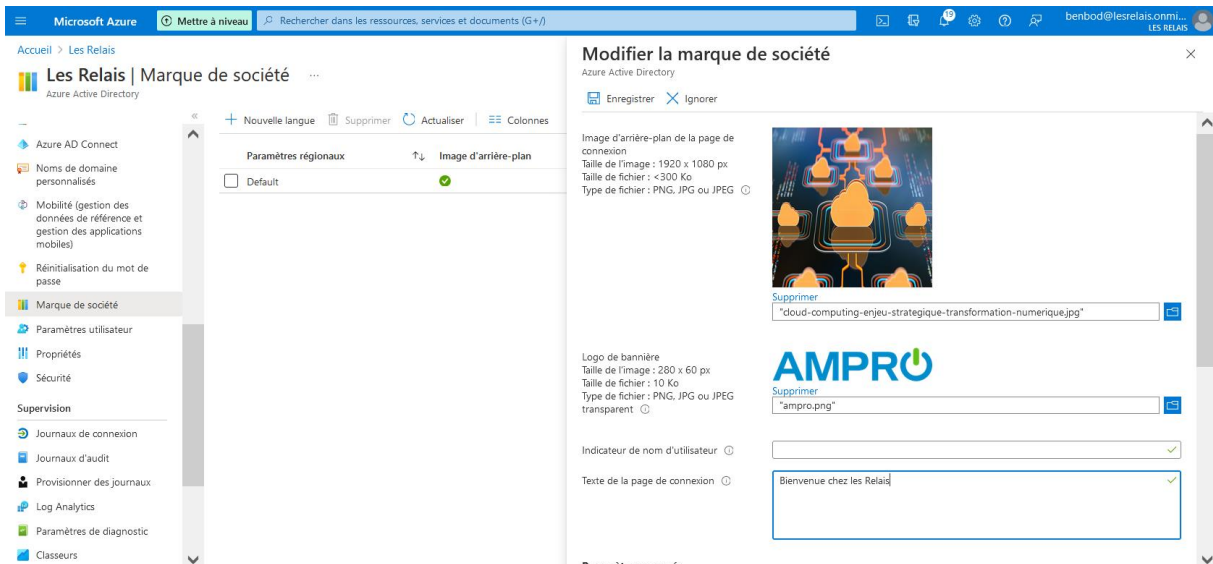 Microsoft Azure
Mettre à niveau
Rechercher dans les ressources, services et documents (G+/)
19
benbod@lesrelais.onmi...
LES RELAIS
Accueil > Les Relais
Les Relais | Marque de société ...
Azure Active Directory
«
Azure AD Connect
Noms de domaine
personnalisés
Mobilité (gestion des
données de référence et
gestion des applications
mobiles)
Réinitialisation du mot de
passe
Marque de société
Paramètres utilisateur
Propriétés
Sécurité
Supervision
Journaux de connexion
Journaux d'audit
Provisionner des journaux
Log Analytics
Paramètres de diagnostic
Classeurs
Nouvelle langue
Supprimer
Actualiser
Colonnes
Paramètres régionaux
Image d'arrière-plan
Default
Modifier la marque de société
Azure Active Directory
Enregistrer
Ignorer
Image d'arrière-plan de la page de
connexion
Taille de l'image : 1920 x 1080 px
Taille de fichier : <300 Ko
Type de fichier : PNG, JPG ou JPEG
Supprimer
"cloud-computing-enjeu-strategique-transformation-numerique.jpg"
Logo de bannière
Taille de l'image : 280 x 60 px
Taille de fichier : 10 Ko
Type de fichier : PNG, JPG ou JPEG
transparent
AMPRO
Supprimer
"ampro.png"
Indicateur de nom d'utilisateur
Texte de la page de connexion
Bienvenue chez les Relais